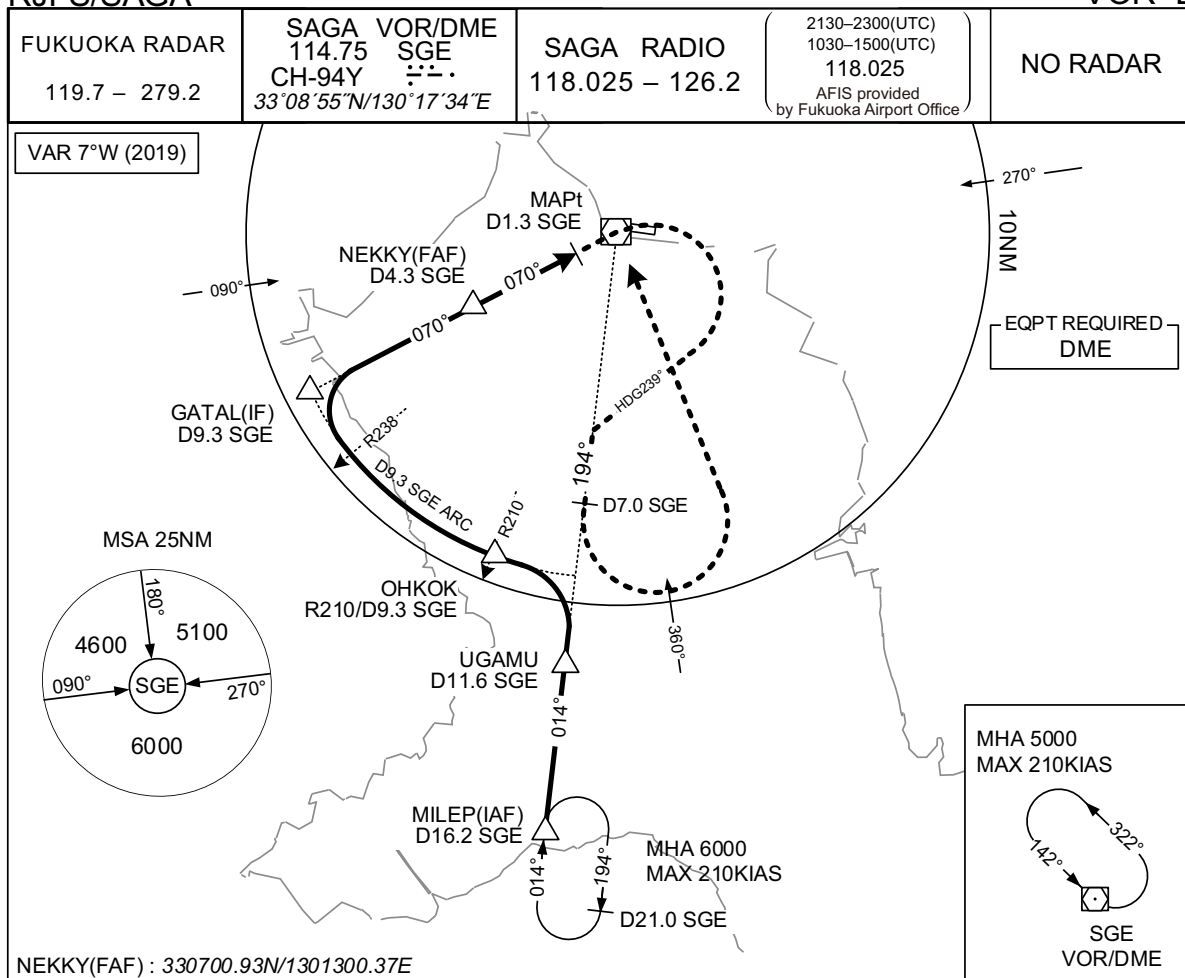 FUKUOKA RADAR
119.7 – 279.2
SAGA VOR/DME
114.75 SGE
CH-94Y
33°08′55″N/130°17′34″E
SAGA RADIO
118.025 – 126.2
2130–2300(UTC)
1030–1500(UTC)
118.025
AFIS provided
by Fukuoka Airport Office
NO RADAR
VAR 7°W (2019)
270°
10NM
MAPt
D1.3 SGE
NEKKY(FAF)
D4.3 SGE
070°
090°
070°
EQPT REQUIRED
DME
HDG239°
GATAL(IF)
D9.3 SGE
R238
194°
D9.3 SGE ARC
D7.0 SGE
R210
OHKOK
R210/D9.3 SGE
360°
MSA 25NM
180°
4600
5100
090°
SGE
270°
6000
UGAMU
D11.6 SGE
014°
MILEP(IAF)
D16.2 SGE
014°
194°
MHA 6000
MAX 210KIAS
D21.0 SGE
MHA 5000
MAX 210KIAS
322°
142°
SGE
VOR/DME
NEKKY(FAF) : 330700.93N/1301300.37E